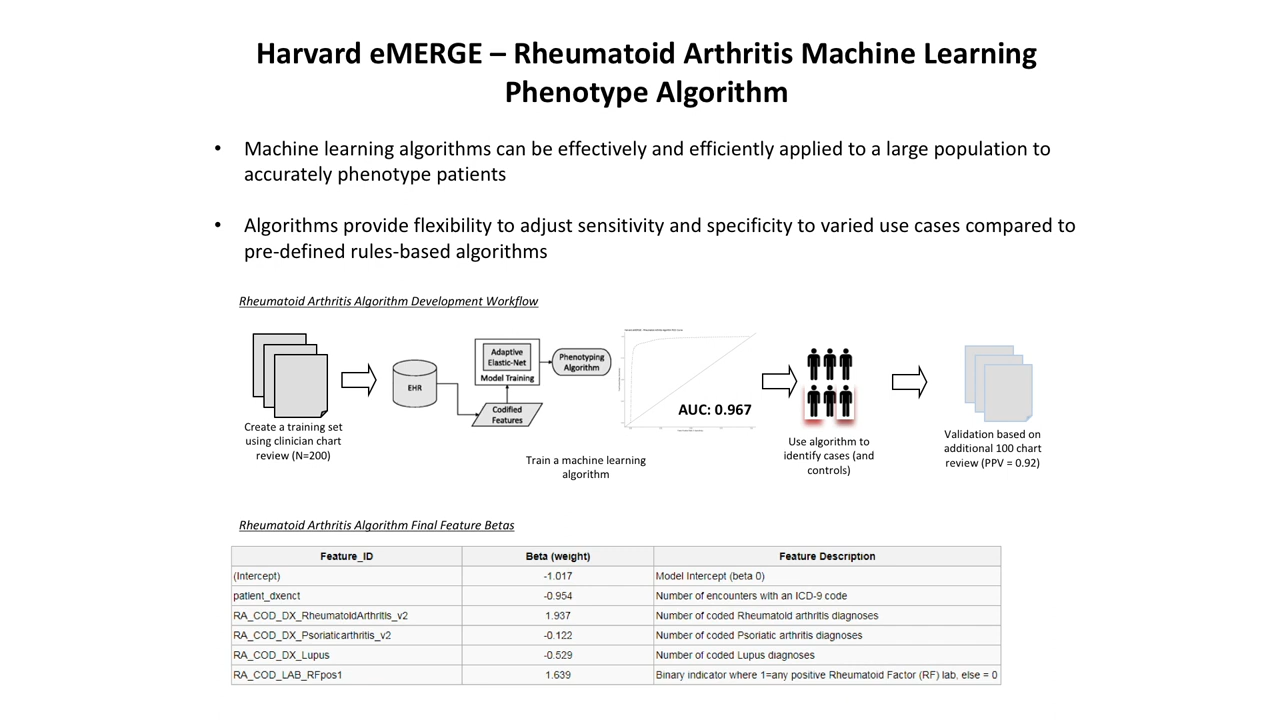 Harvard eMERGE – Rheumatoid Arthritis Machine Learning
Phenotype Algorithm
• Machine learning algorithms can be effectively and efficiently applied to a large population to
accurately phenotype patients
• Algorithms provide flexibility to adjust sensitivity and specificity to varied use cases compared to
pre-defined rules-based algorithms
Rheumatoid Arthritis Algorithm Development Workflow
Create a training set
using clinician chart
review (N=200)
EHR
Adaptive
Elastic-Net
Model Training
Codified
Features
Phenotyping
Algorithm
AUC: 0.967
Train a machine learning
algorithm
Use algorithm to
identify cases (and
controls)
Validation based on
additional 100 chart
review (PPV = 0.92)
Rheumatoid Arthritis Algorithm Final Feature Betas
Feature_ID Beta (weight) Feature Description
(Intercept) -1.017 Model Intercept (beta 0)
patient_dxenct -0.954 Number of encounters with an ICD-9 code
RA_COD_DX_RheumatoidArthritis_v2 1.937 Number of coded Rheumatoid arthritis diagnoses
RA_COD_DX_Psoriaticarthritis_v2 -0.122 Number of coded Psoriatic arthritis diagnoses
RA_COD_DX_Lupus -0.529 Number of coded Lupus diagnoses
RA_COD_LAB_RFpos1 1.639 Binary indicator where 1=any positive Rheumatoid Factor (RF) lab, else = 0